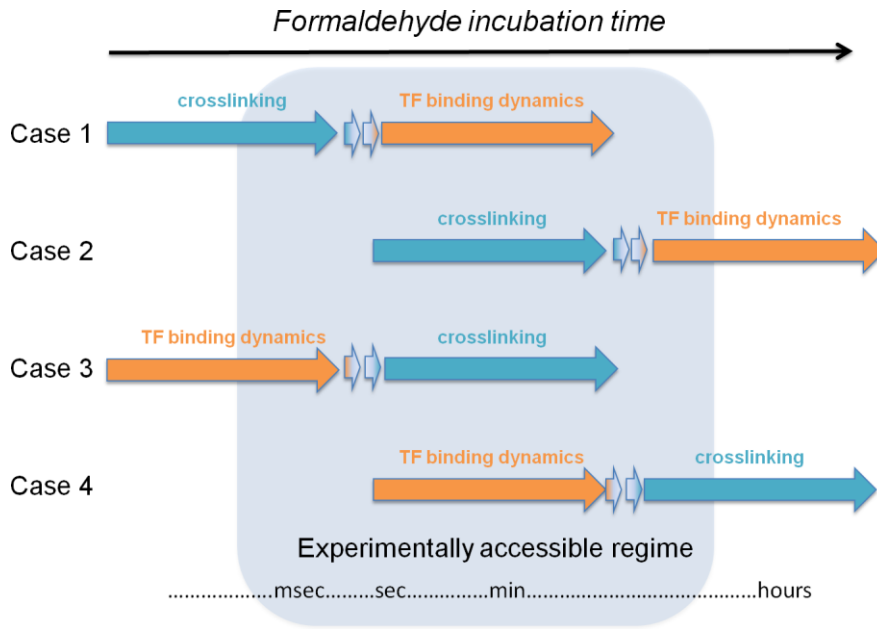 Formaldehyde incubation time
crosslinking TF binding dynamics
Case 1
crosslinking TF binding dynamics
Case 2
TF binding dynamics crosslinking
Case 3
TF binding dynamics crosslinking
Case 4
Experimentally accessible regime
...................msec.........sec...............min..........................................hours